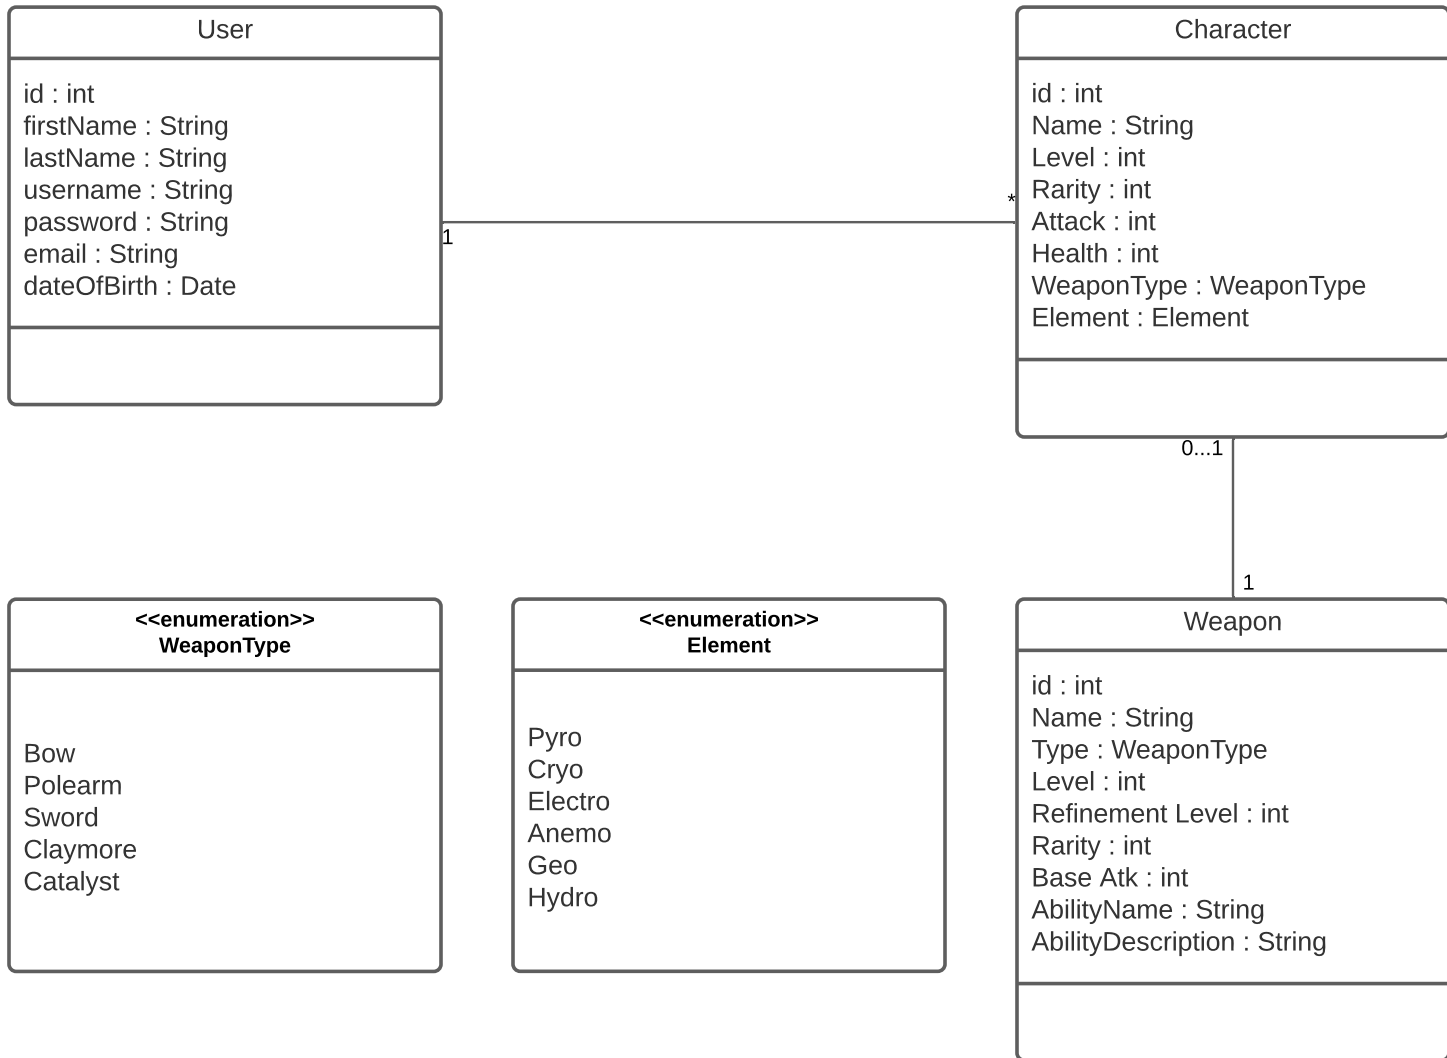 User
id : int
firstName : String
lastName : String
username : String
password : String
email : String
dateOfBirth : Date
1
*
Character
id : int
Name : String
Level : int
Rarity : int
Attack : int
Health : int
WeaponType : WeaponType
Element : Element
0...1
1
<<enumeration>>
WeaponType
Bow
Polearm
Sword
Claymore
Catalyst
<<enumeration>>
Element
Pyro
Cryo
Electro
Anemo
Geo
Hydro
Weapon
id : int
Name : String
Type : WeaponType
Level : int
Refinement Level : int
Rarity : int
Base Atk : int
AbilityName : String
AbilityDescription : String